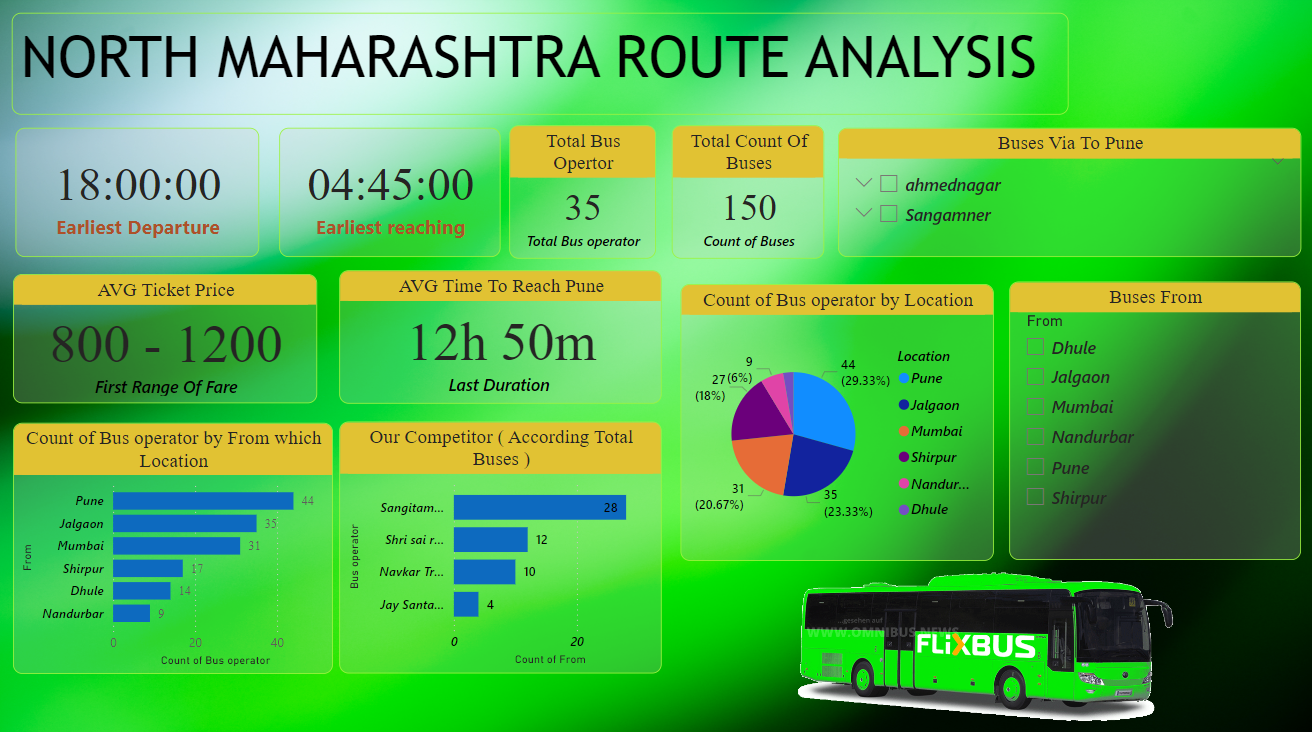 NORTH MAHARASHTRA ROUTE ANALYSIS
18:00:00
Earliest Departure
04:45:00
Earliest reaching
Total Bus
Opertor
35
Total Bus operator
Total Count Of
Buses
150
Count of Buses
Buses Via To Pune
ahmednagar
Sangamner
AVG Ticket Price
800 - 1200
First Range Of Fare
AVG Time To Reach Pune
12h 50m
Last Duration
Count of Bus operator by Location
44
(29.33%)
35
(23.33%)
31
(20.67%)
27
(18%)
9
(6%)
Location
Pune
Jalgaon
Mumbai
Shirpur
Nandur...
Dhule
Buses From
From
Dhule
Jalgaon
Mumbai
Nandurbar
Pune
Shirpur
Count of Bus operator by From which
Location
From
Pune 44
Jalgaon 35
Mumbai 31
Shirpur 17
Dhule 14
Nandurbar 9
0 20 40
Count of Bus operator
Our Competitor ( According Total
Buses )
Bus operator
Sangitam... 28
Shri sai r... 12
Navkar Tr... 10
Jay Santa... 4
0 20
Count of From
...gesehen auf
WWW.OMNIBUS.NEWS
FLiXBUS